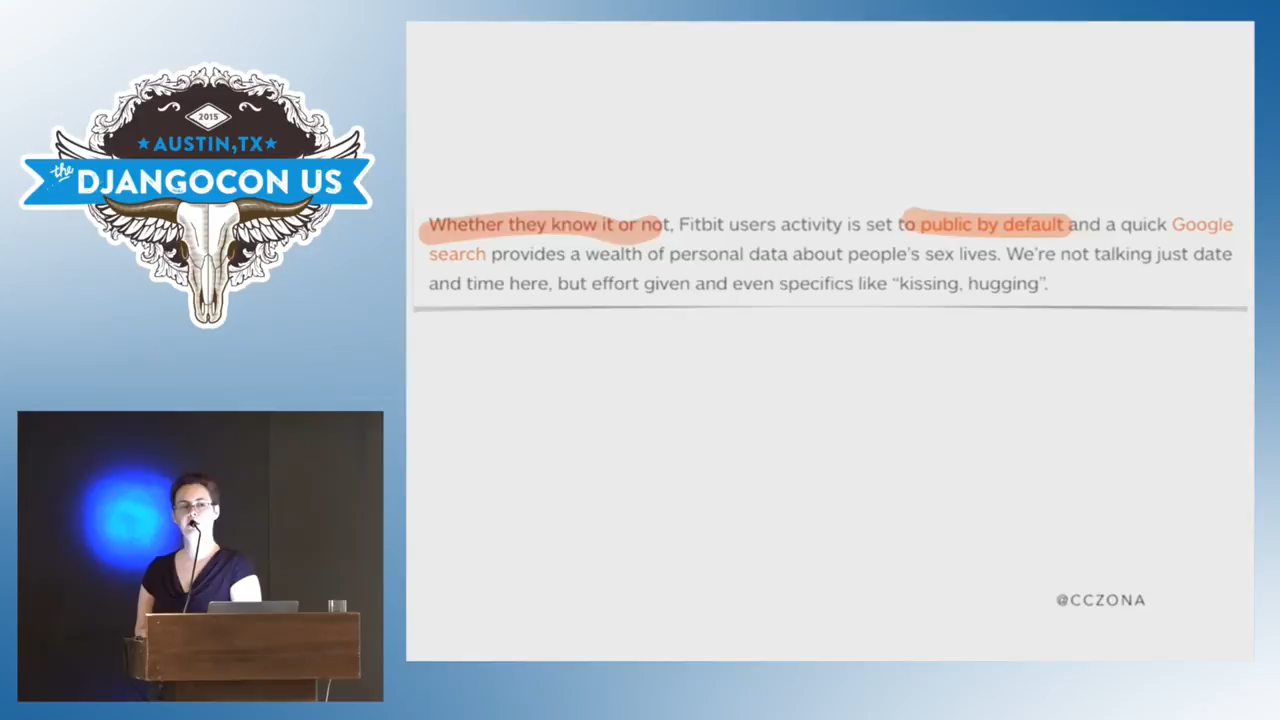 2015
AUSTIN,TX
the
DJANGOCON US
Whether they know it or not, Fitbit users activity is set to public by default and a quick Google
search provides a wealth of personal data about people's sex lives. We're not talking just date
and time here, but effort given and even specifics like “kissing, hugging”.
@CCZONA